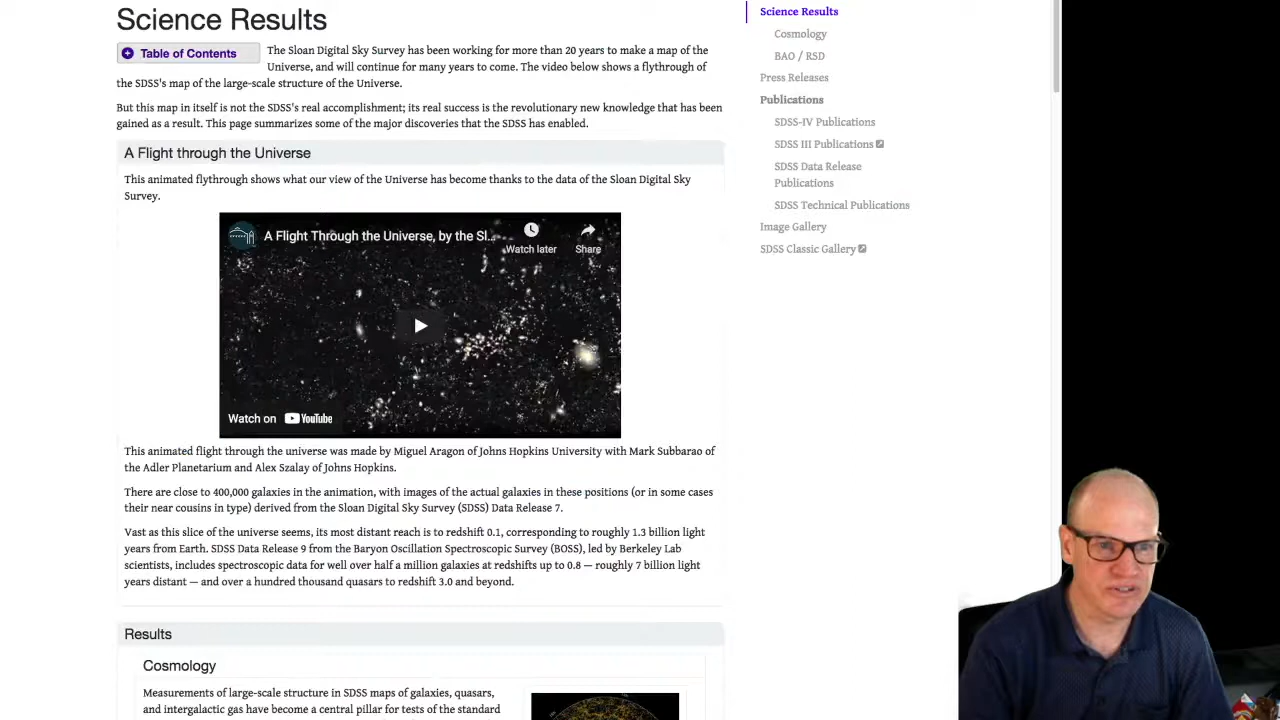 Science Results
Table of Contents
The Sloan Digital Sky Survey has been working for more than 20 years to make a map of the
Universe, and will continue for many years to come. The video below shows a flythrough of
the SDSS's map of the large-scale structure of the Universe.
But this map in itself is not the SDSS's real accomplishment; its real success is the revolutionary new knowledge that has been
gained as a result. This page summarizes some of the major discoveries that the SDSS has enabled.
A Flight through the Universe
This animated flythrough shows what our view of the Universe has become thanks to the data of the Sloan Digital Sky
Survey.
A Flight Through the Universe, by the Sl...
Watch later
Share
Watch on YouTube
This animated flight through the universe was made by Miguel Aragon of Johns Hopkins University with Mark Subbarao of
the Adler Planetarium and Alex Szalay of Johns Hopkins.
There are close to 400,000 galaxies in the animation, with images of the actual galaxies in these positions (or in some cases
their near cousins in type) derived from the Sloan Digital Sky Survey (SDSS) Data Release 7.
Vast as this slice of the universe seems, its most distant reach is to redshift 0.1, corresponding to roughly 1.3 billion light
years from Earth. SDSS Data Release 9 from the Baryon Oscillation Spectroscopic Survey (BOSS), led by Berkeley Lab
scientists, includes spectroscopic data for well over half a million galaxies at redshifts up to 0.8 — roughly 7 billion light
years distant — and over a hundred thousand quasars to redshift 3.0 and beyond.
Results
Cosmology
Measurements of large-scale structure in SDSS maps of galaxies, quasars,
and intergalactic gas have become a central pillar for tests of the standard
Science Results
Cosmology
BAO / RSD
Press Releases
Publications
SDSS-IV Publications
SDSS III Publications
SDSS Data Release
Publications
SDSS Technical Publications
Image Gallery
SDSS Classic Gallery